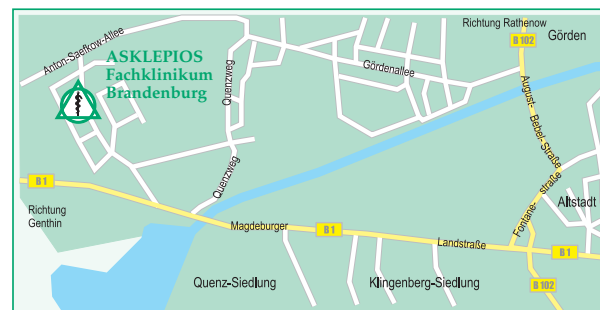 Richtung Rathenow
B 102
Görden
Anton-Saefkow-Allee
ASKLEPIOS
Fachklinikum
Brandenburg
Quenzweg
Gördenallee
August-
Bebel-Straße
Quenzweg
B 1
Richtung
Genthin
Magdeburger
B 1
Landstraße
Fontane-
straße
Altstadt
B 1
Quenz-Siedlung
Klingenberg-Siedlung
B 102